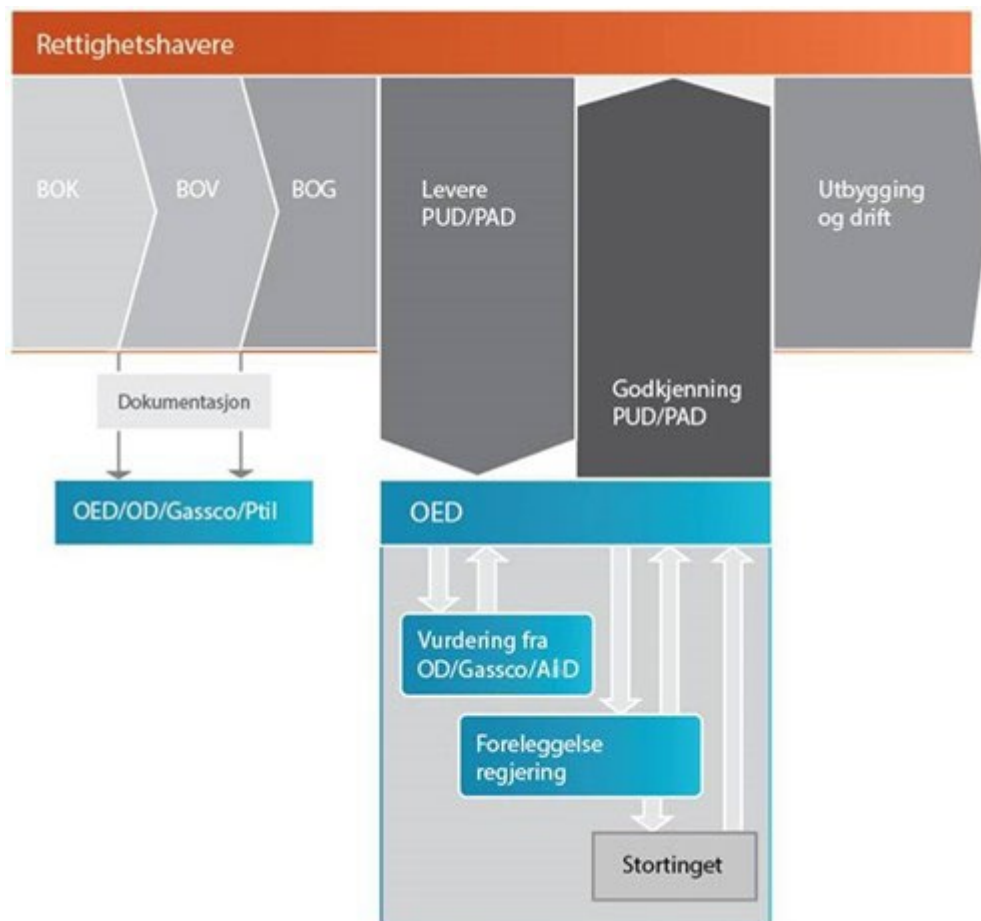 Rettighetshavere
BOK
BOV
BOG
Levere
PUD/PAD
Utbygging
og drift
Godkjenning
PUD/PAD
Dokumentasjon
OED/OD/Gassco/Ptil
OED
Vurdering fra
OD/Gassco/AID
Foreleggelse
regjering
Stortinget